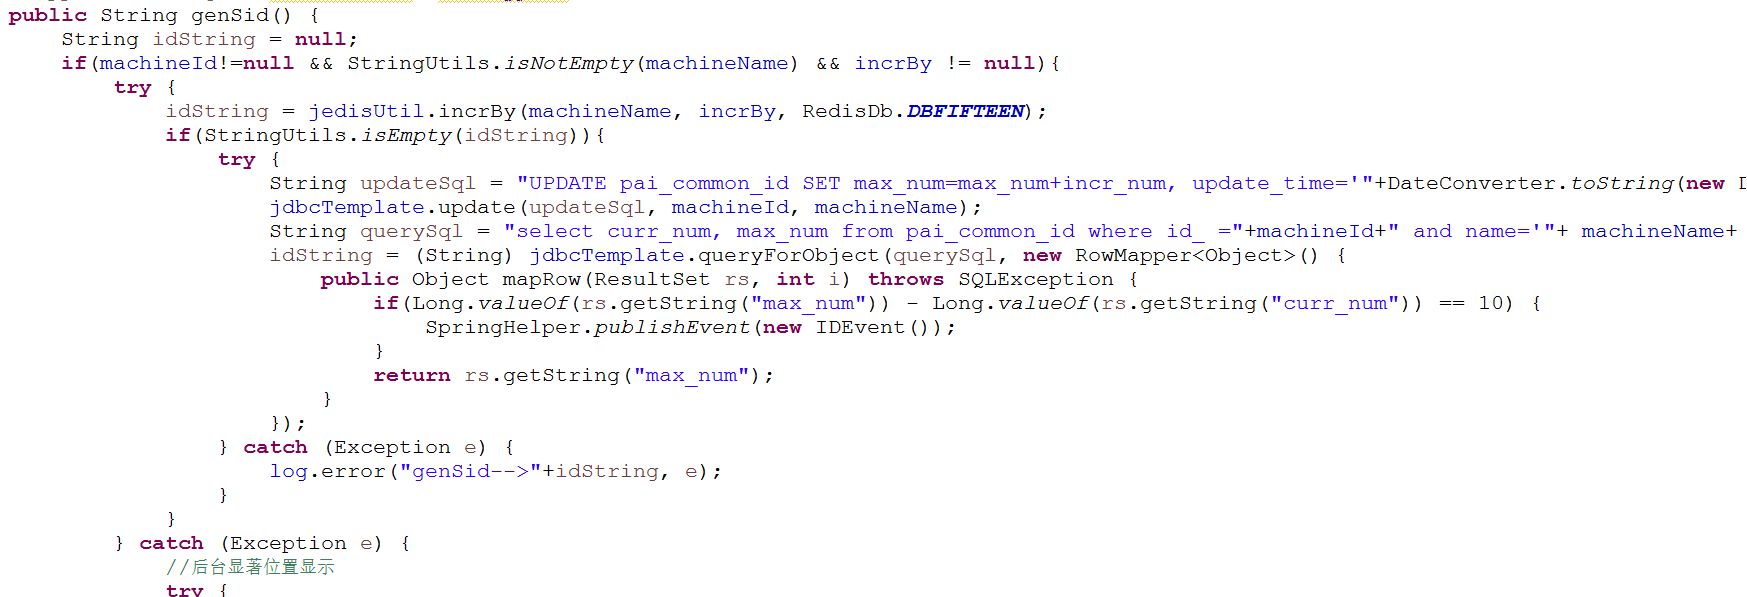 public String genSid() {
String idString = null;
if(machineId!=null && StringUtils.isNotEmpty(machineName) && incrBy != null){
try {
idString = jedisUtil.incrBy(machineName, incrBy, RedisDb.DBFIFTEEN);
if(StringUtils.isEmpty(idString)){
try {
String updateSql = "UPDATE pai_common_id SET max_num=max_num+incr_num, update_time='"+DateConverter.toString(new
jdbcTemplate.update(updateSql, machineId, machineName);
String querySql = "select curr_num, max_num from pai_common_id where id_ ="+machineId+" and name='"+ machineName+
idString = (String) jdbcTemplate.queryForObject(querySql, new RowMapper<Object>() {
public Object mapRow(ResultSet rs, int i) throws SQLException {
if(Long.valueOf(rs.getString("max_num")) - Long.valueOf(rs.getString("curr_num")) == 10) {
SpringHelper.publishEvent(new IDEvent());
}
return rs.getString("max_num");
}
});
} catch (Exception e) {
log.error("genSid-->"+idString, e);
}
}
} catch (Exception e) {
//后台显著位置显示
try {